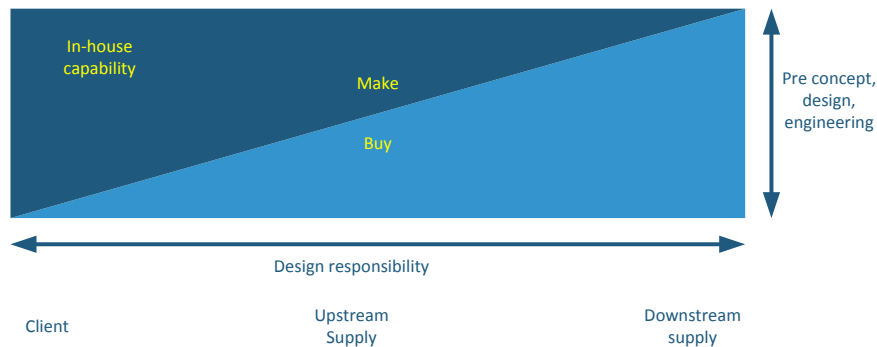 In-house
capability
Make
Buy
Pre concept,
design,
engineering
Design responsibility
Client
Upstream
Supply
Downstream
supply